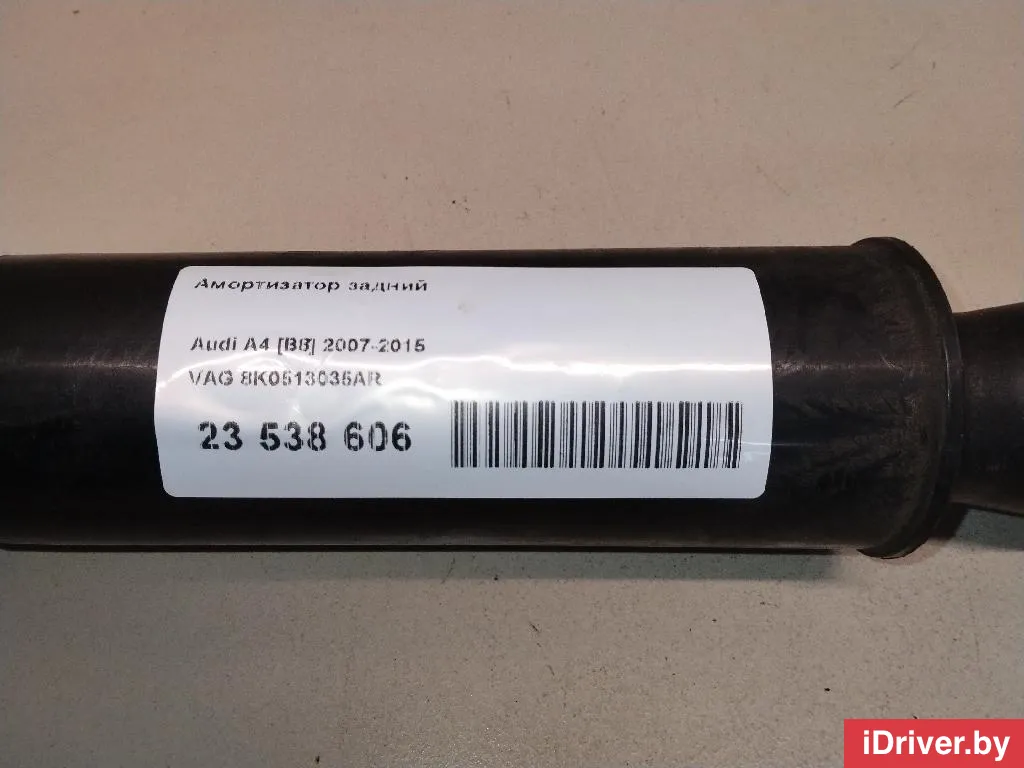 Амортизатор задний
Audi A4 [B8] 2007-2015
VAG 8K0513035AR
23 538 606
iDriver.by